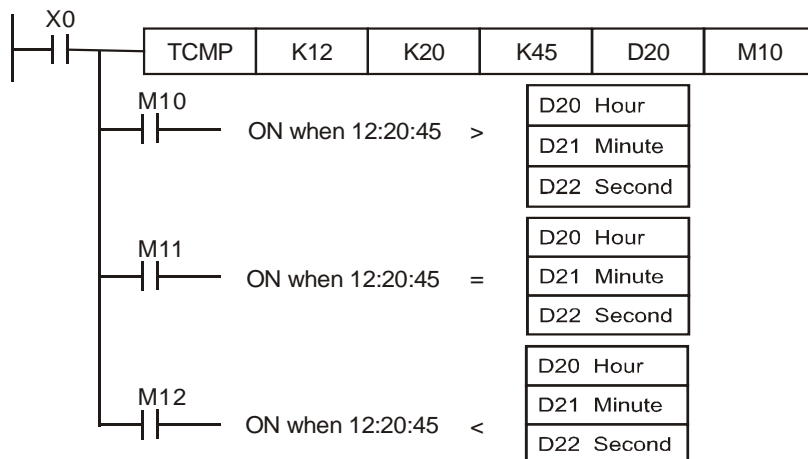 X0
TCMP K12 K20 K45 D20 M10
M10
ON when 12:20:45 >
D20 Hour
D21 Minute
D22 Second
M11
ON when 12:20:45 =
D20 Hour
D21 Minute
D22 Second
M12
ON when 12:20:45 <
D20 Hour
D21 Minute
D22 Second